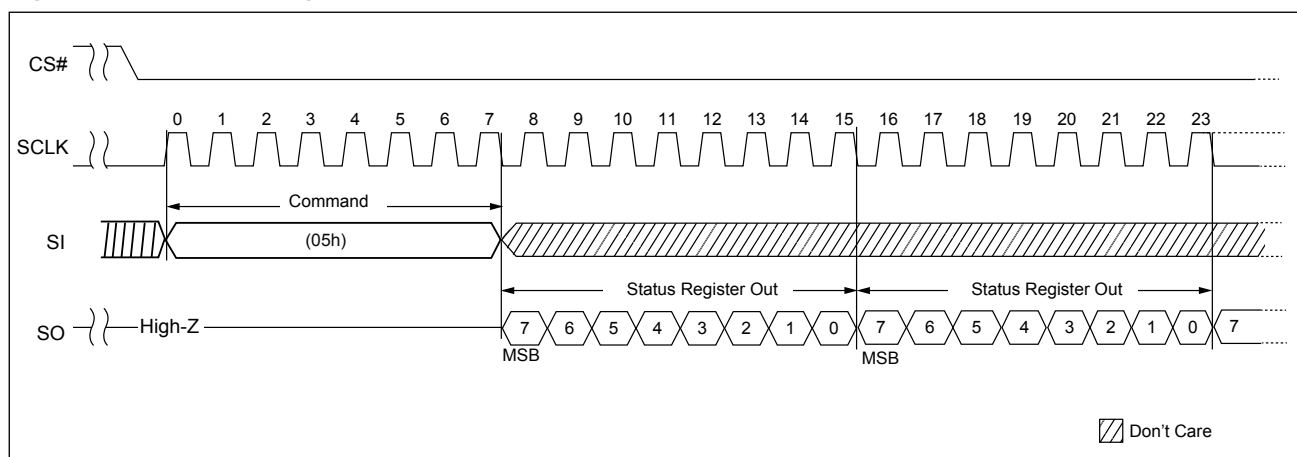 CS#
0 1 2 3 4 5 6 7 8 9 10 11 12 13 14 15 16 17 18 19 20 21 22 23
SCLK
Command
SI
(05h)
Status Register Out Status Register Out
SO High-Z 7 6 5 4 3 2 1 0 7 6 5 4 3 2 1 0 7
MSB MSB
Don't Care